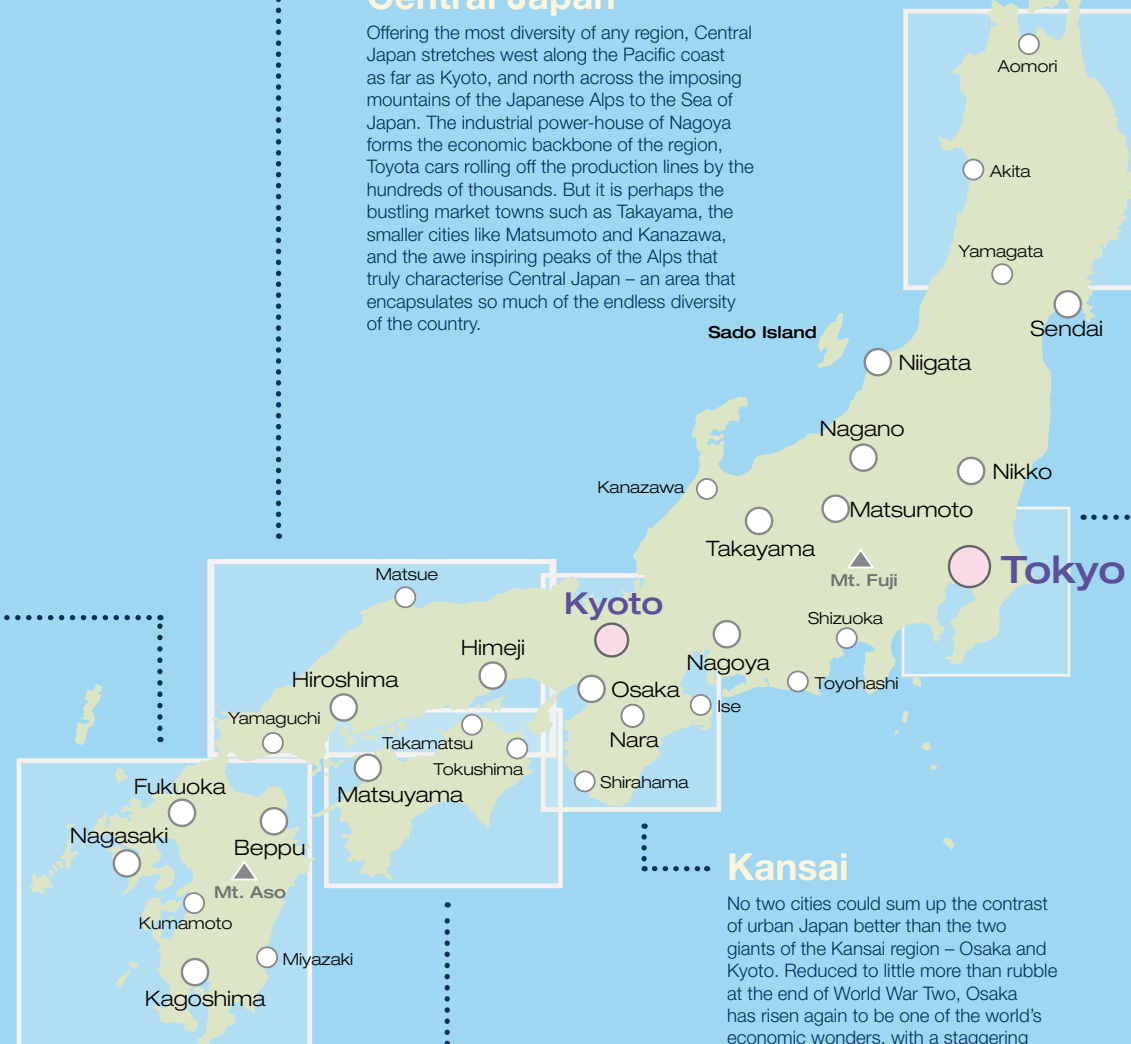 Central Japan
Offering the most diversity of any region, Central
Japan stretches west along the Pacific coast
as far as Kyoto, and north across the imposing
mountains of the Japanese Alps to the Sea of
Japan. The industrial power-house of Nagoya
forms the economic backbone of the region,
Toyota cars rolling off the production lines by the
hundreds of thousands. But it is perhaps the
bustling market towns such as Takayama, the
smaller cities like Matsumoto and Kanazawa,
and the awe inspiring peaks of the Alps that
truly characterise Central Japan – an area that
encapsulates so much of the endless diversity
of the country.
Aomori
Akita
Yamagata
Sendai
Sado Island
Niigata
Nagano
Nikko
Kanazawa
Matsumoto
Takayama
Mt. Fuji
Tokyo
Matsue
Kyoto
Shizuoka
Himeji
Nagoya
Hiroshima
Osaka
Toyohashi
Ise
Yamaguchi
Nara
Takamatsu
Tokushima
Shirahama
Matsuyama
Fukuoka
Nagasaki
Beppu
Mt. Aso
Kumamoto
Miyazaki
Kagoshima
Kansai
No two cities could sum up the contrast
of urban Japan better than the two
giants of the Kansai region – Osaka and
Kyoto. Reduced to little more than rubble
at the end of World War Two, Osaka
has risen again to be one of the world's
economic wonders, with a staggering